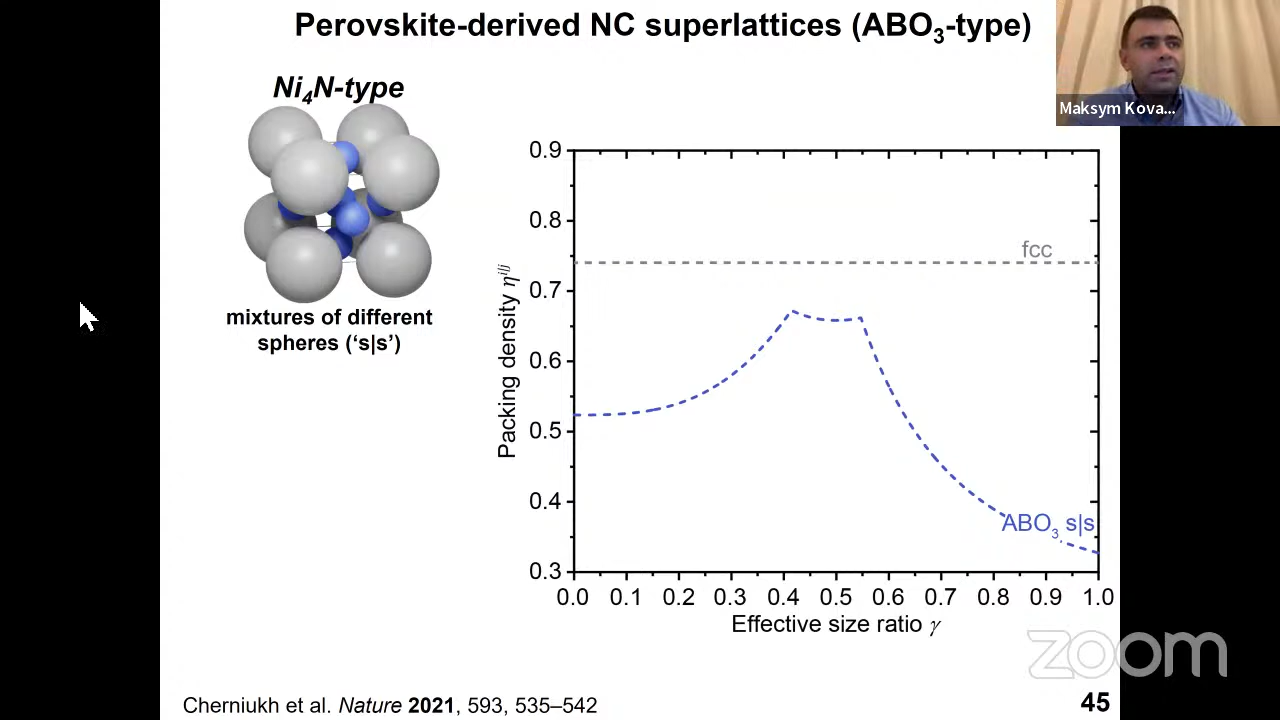 Perovskite-derived NC superlattices (ABO3-type)
Maksym Kova...
Ni4N-type
mixtures of different
spheres (‘s|s’)
Packing density η^i|j
0.9
0.8
0.7
0.6
0.5
0.4
0.3
fcc
ABO3 s|s
0.0 0.1 0.2 0.3 0.4 0.5 0.6 0.7 0.8 0.9 1.0
Effective size ratio γ
zoom
Cherniukh et al. Nature 2021, 593, 535–542
45